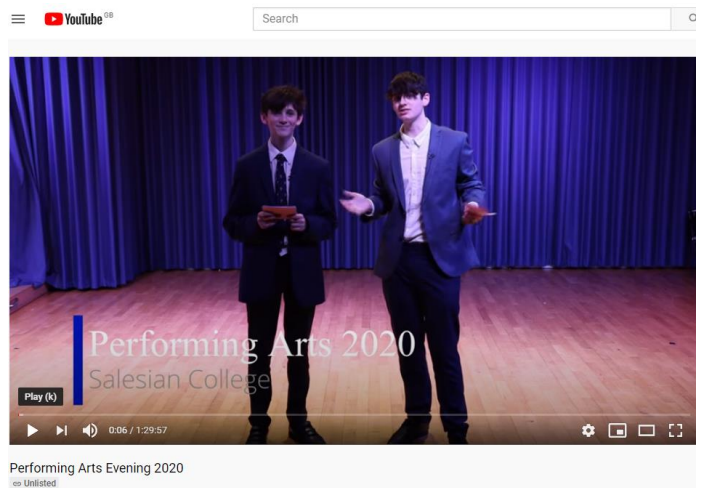 YouTube GB
Search
Performing Arts 2020
Salesian College
Play (k)
0:06 / 1:29:57
Performing Arts Evening 2020
Unlisted